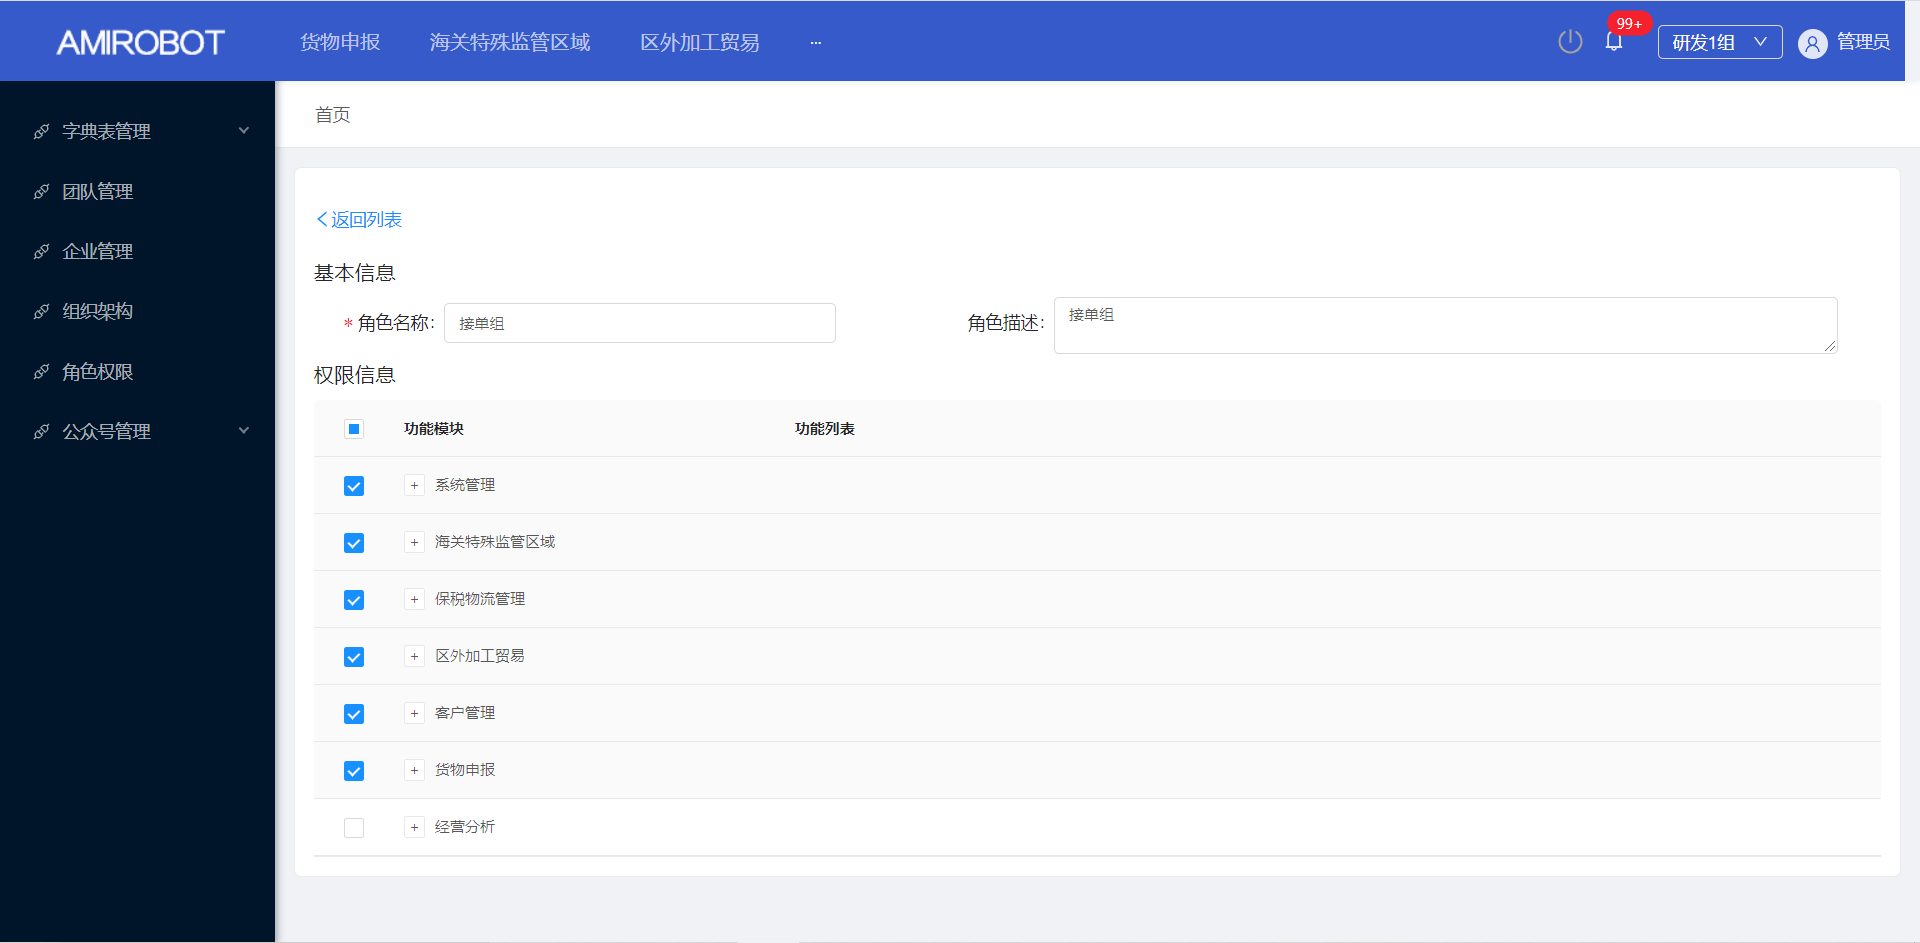 AMIROBOT 货物申报 海关特殊监管区域 区外加工贸易 ... 99+ 研发1组 管理员
字典表管理
团队管理
企业管理
组织架构
角色权限
公众号管理
首页
返回列表
基本信息
* 角色名称: 接单组 角色描述: 接单组
权限信息
功能模块 功能列表
+ 系统管理
+ 海关特殊监管区域
+ 保税物流管理
+ 区外加工贸易
+ 客户管理
+ 货物申报
+ 经营分析